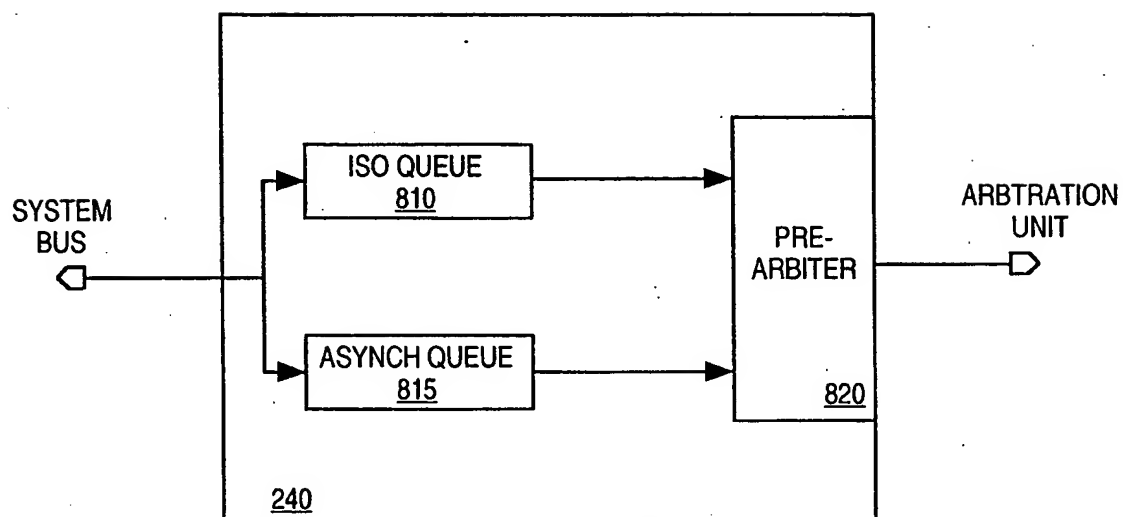 SYSTEM
BUS
ISO QUEUE
810
ASYNCH QUEUE
815
PRE-
ARBITER
820
ARBTRATION
UNIT
240